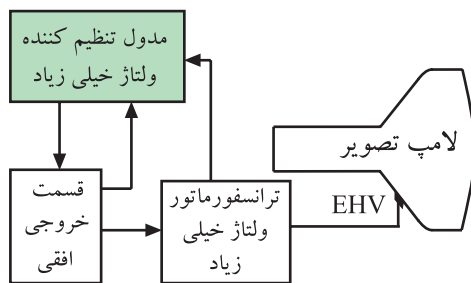 مدول تنظیم کننده
ولتاژ خیلی زیاد
لامپ تصویر
قسمت
خروجی
افقی
ترانسفورماتور
ولتاژ خیلی
زیاد
EHV